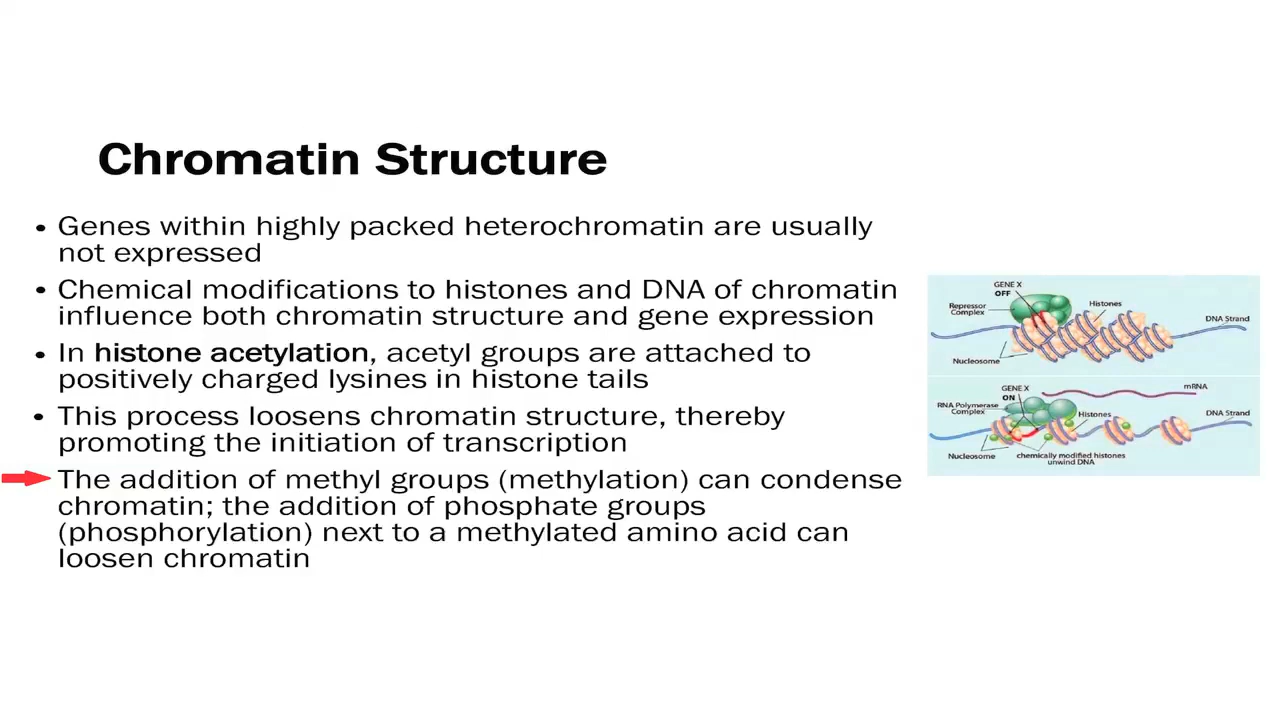 Chromatin Structure
• Genes within highly packed heterochromatin are usually
not expressed
• Chemical modifications to histones and DNA of chromatin
influence both chromatin structure and gene expression
• In histone acetylation, acetyl groups are attached to
positively charged lysines in histone tails
• This process loosens chromatin structure, thereby
promoting the initiation of transcription
The addition of methyl groups (methylation) can condense
chromatin; the addition of phosphate groups
(phosphorylation) next to a methylated amino acid can
loosen chromatin
GENE X
OFF
Histones
Repressor
Complex
DNA Strand
Nucleosome
GENE X
ON
mRNA
RNA Polymerase
Complex
Histones
DNA Strand
Nucleosome
chemically modified histones
unwind DNA